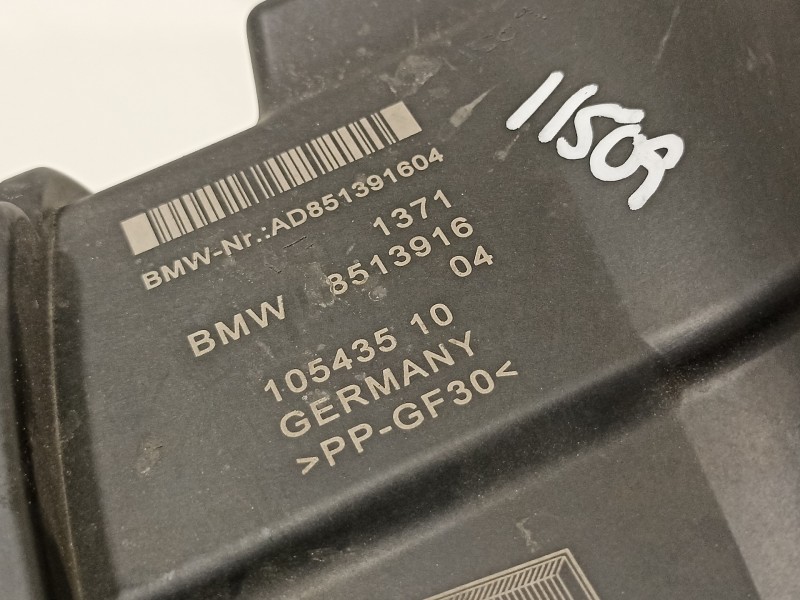 11509
BMW-Nr.:AD851391604
1371
BMW 8513916
04
105435 10
GERMANY
>PP-GF30<